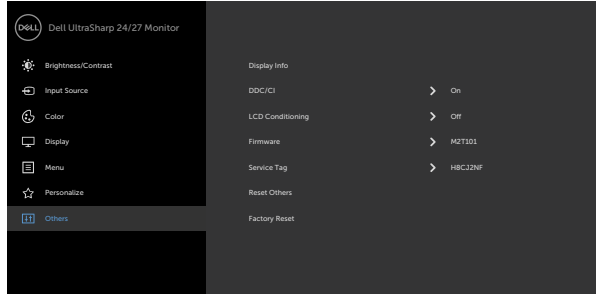 DELL Dell UltraSharp 24/27 Monitor
Brightness/Contrast Display Info
Input Source DDC/CI On
Color LCD Conditioning Off
Display Firmware M2T101
Menu Service Tag H8CJ2NF
Personalize Reset Others
Others Factory Reset